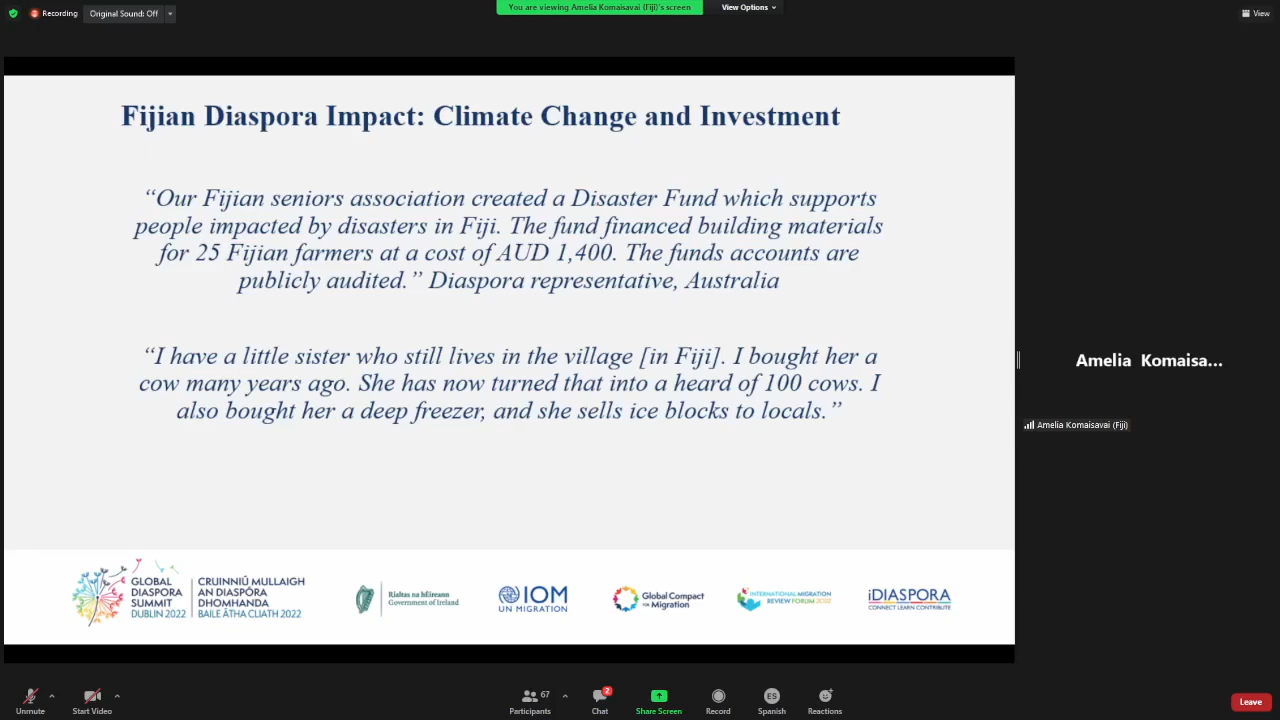 Recording
Original Sound: Off
You are viewing Amelia Komaisavai (Fiji)'s screen
View Options
View
Fijian Diaspora Impact: Climate Change and Investment
“Our Fijian seniors association created a Disaster Fund which supports
people impacted by disasters in Fiji. The fund financed building materials
for 25 Fijian farmers at a cost of AUD 1,400. The funds accounts are
publicly audited.” Diaspora representative, Australia
“I have a little sister who still lives in the village [in Fiji]. I bought her a
cow many years ago. She has now turned that into a heard of 100 cows. I
also bought her a deep freezer, and she sells ice blocks to locals.”
Amelia Komaisa...
Amelia Komaisavai (Fiji)
GLOBAL
DIASPORA
SUMMIT
DUBLIN 2022
CRUINNIÚ MULLAIGH
AN DIASPÓRA
DHOMHANDA
BAILE ÁTHA CLIATH 2022
Rialtas na hÉireann
Government of Ireland
IOM
UN MIGRATION
Global Compact
for Migration
INTERNATIONAL MIGRATION
REVIEW FORUM 2022
iDIASPORA
CONNECT LEARN CONTRIBUTE
Unmute
Start Video
67
Participants
2
Chat
Share Screen
Record
ES
Spanish
Reactions
Leave